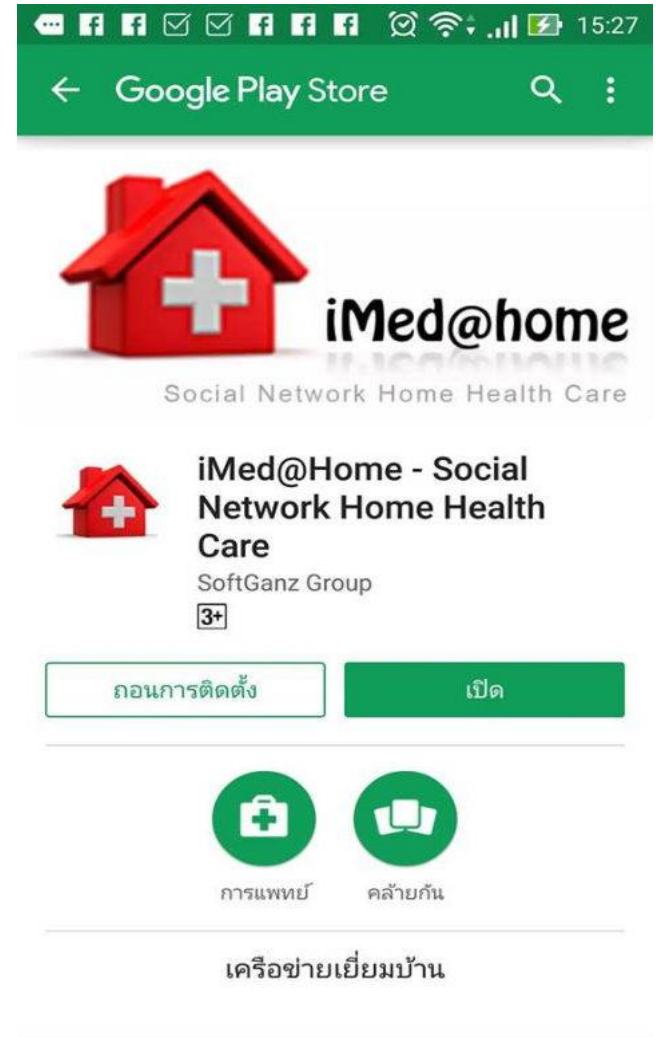 15:27
Google Play Store
iMed@home
Social Network Home Health Care
iMed@Home - Social
Network Home Health
Care
SoftGanz Group
3+
ถอนการติดตั้ง
เปิด
การแพทย์
คล้ายกัน
เครือข่ายเยี่ยมบ้าน